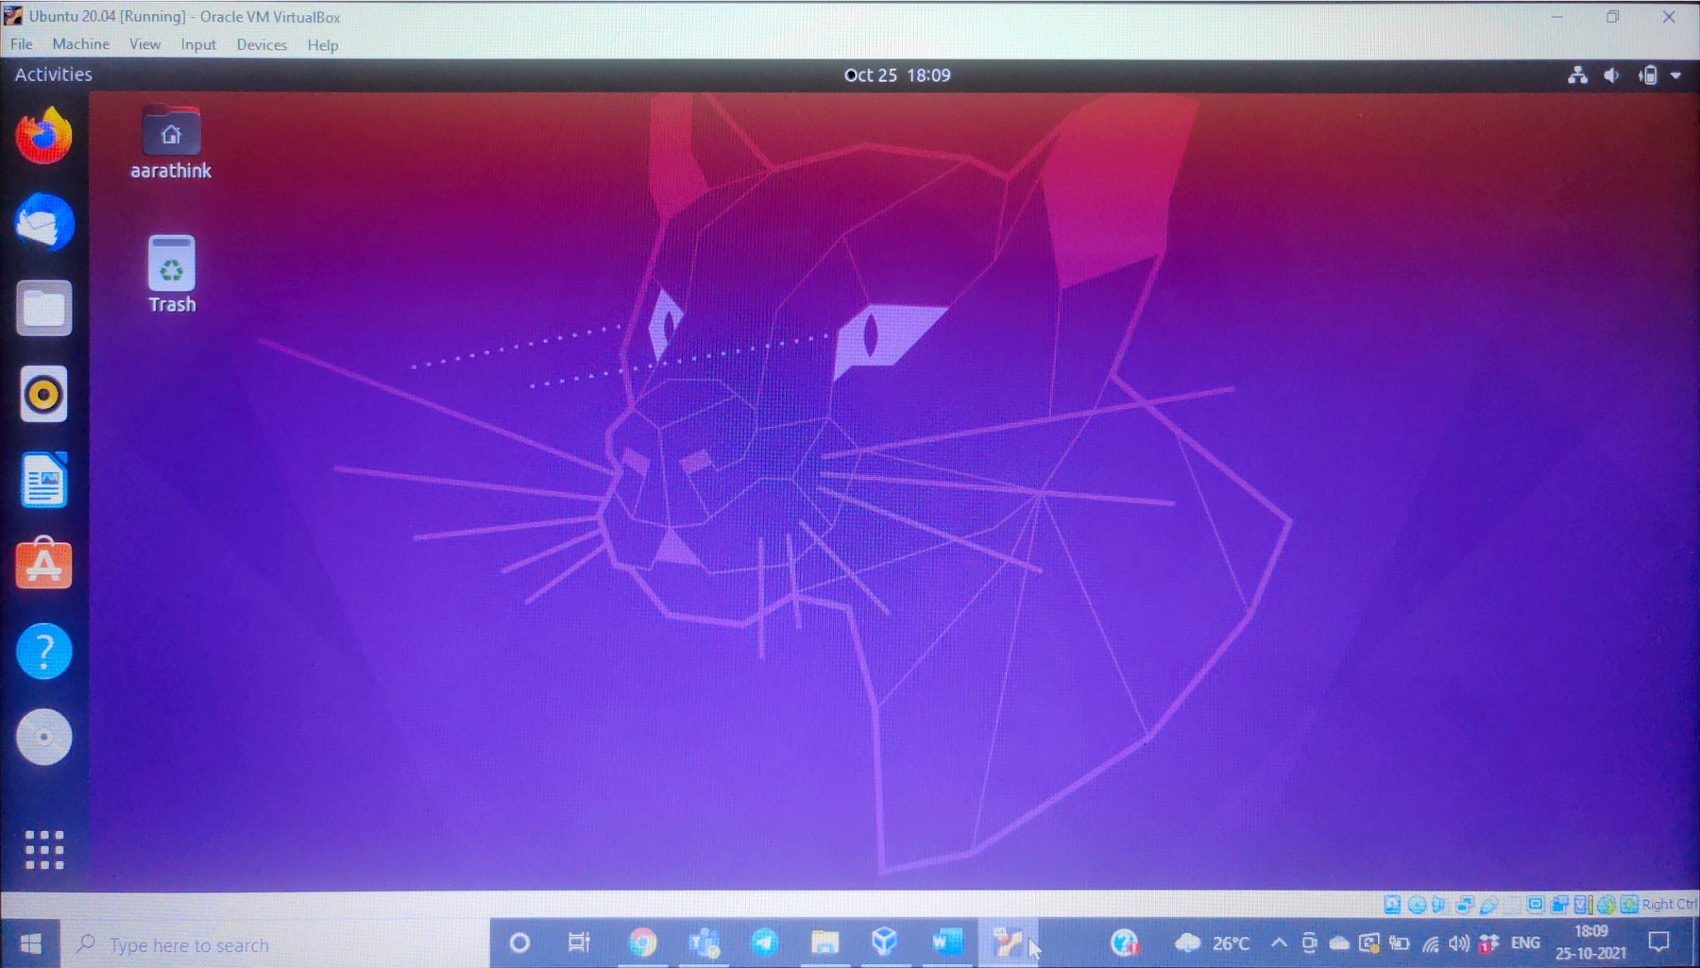 Ubuntu 20.04 [Running] - Oracle VM VirtualBox
File Machine View Input Devices Help
Activities
Oct 25 18:09
aarathink
Trash
Right Ctrl
Type here to search
26°C
ENG
18:09
25-10-2021